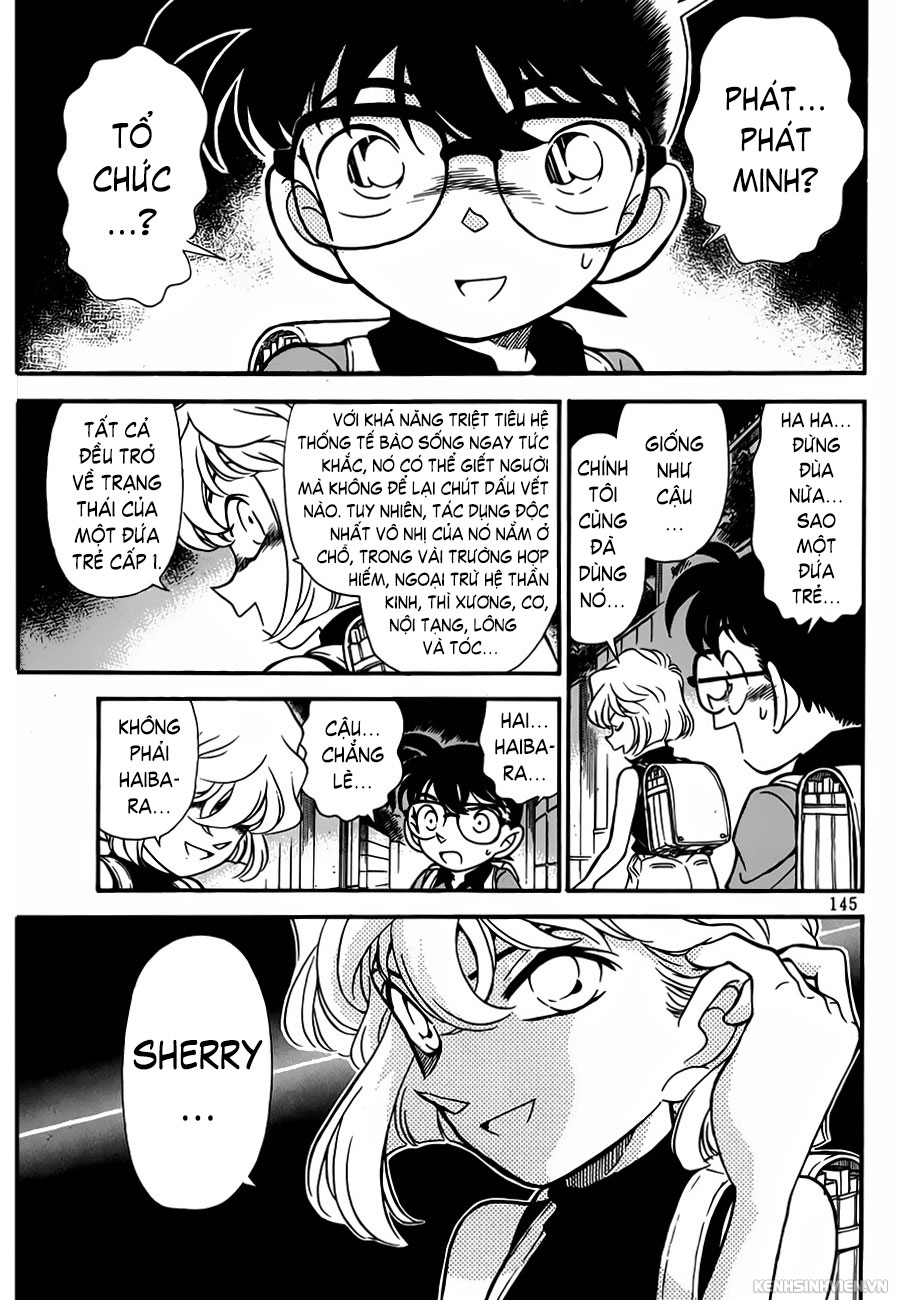 PHÁT...
PHÁT
MINH?
TỔ
CHỨC
...?
HA HA...
ĐỪNG
ĐÙA
NỮA...
SAO MỘT
ĐỨA
TRẺ...
GIỐNG
NHƯ CẬU
...
CHÍNH
TÔI
CŨNG
ĐÃ
DÙNG
NÓ...
VỚI KHẢ NĂNG TRIỆT TIÊU HỆ
THỐNG TẾ BÀO SỐNG NGAY TỨC
KHẮC, NÓ CÓ THỂ GIẾT NGƯỜI
MÀ KHÔNG ĐỂ LẠI CHÚT DẤU VẾT
NÀO. TUY NHIÊN, TÁC DỤNG ĐỘC
NHẤT VÔ NHỊ CỦA NÓ NẰM Ở
CHỖ, TRONG VÀI TRƯỜNG HỢP
HIẾM, NGOẠI TRỪ HỆ THẦN
KINH, THÌ XƯƠNG, CƠ,
NỘI TẠNG, LÔNG
VÀ TÓC...
TẤT CẢ
ĐỀU TRỞ
VỀ TRẠNG
THÁI CỦA
MỘT ĐỨA
TRẺ CẤP 1.
HAI...
HAIBA-
RA...
CẬU...
CHẲNG
LẼ...
KHÔNG
PHẢI
HAIBA-
RA...
145
SHERRY
...
KENHSINHVIEN.VN